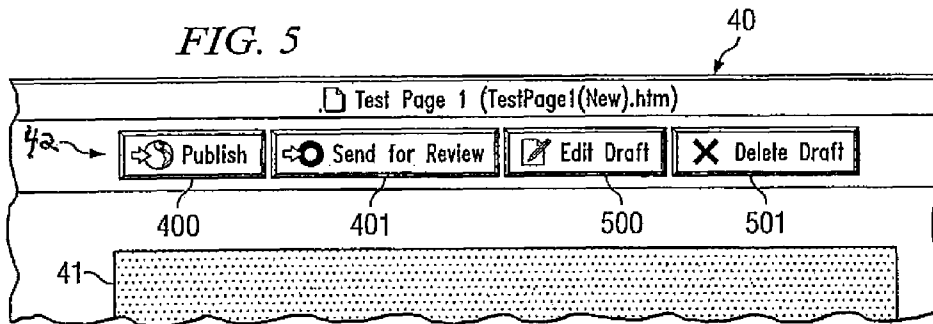 FIG. 5
40
Test Page 1 (TestPage1(New).htm)
42
Publish Send for Review Edit Draft Delete Draft
400 401 500 501
41